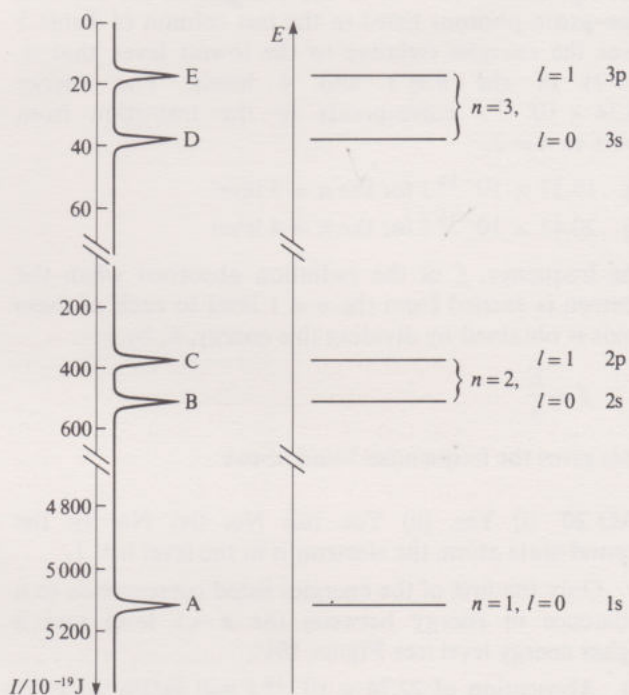 0
E
E
l = 1 3p
20
n = 3,
D
l = 0 3s
40
60
200
C
l = 1 2p
400
n = 2,
B
l = 0 2s
600
4 800
5 000
A
n = 1, l = 0 1s
5 200
I/10⁻¹⁹J